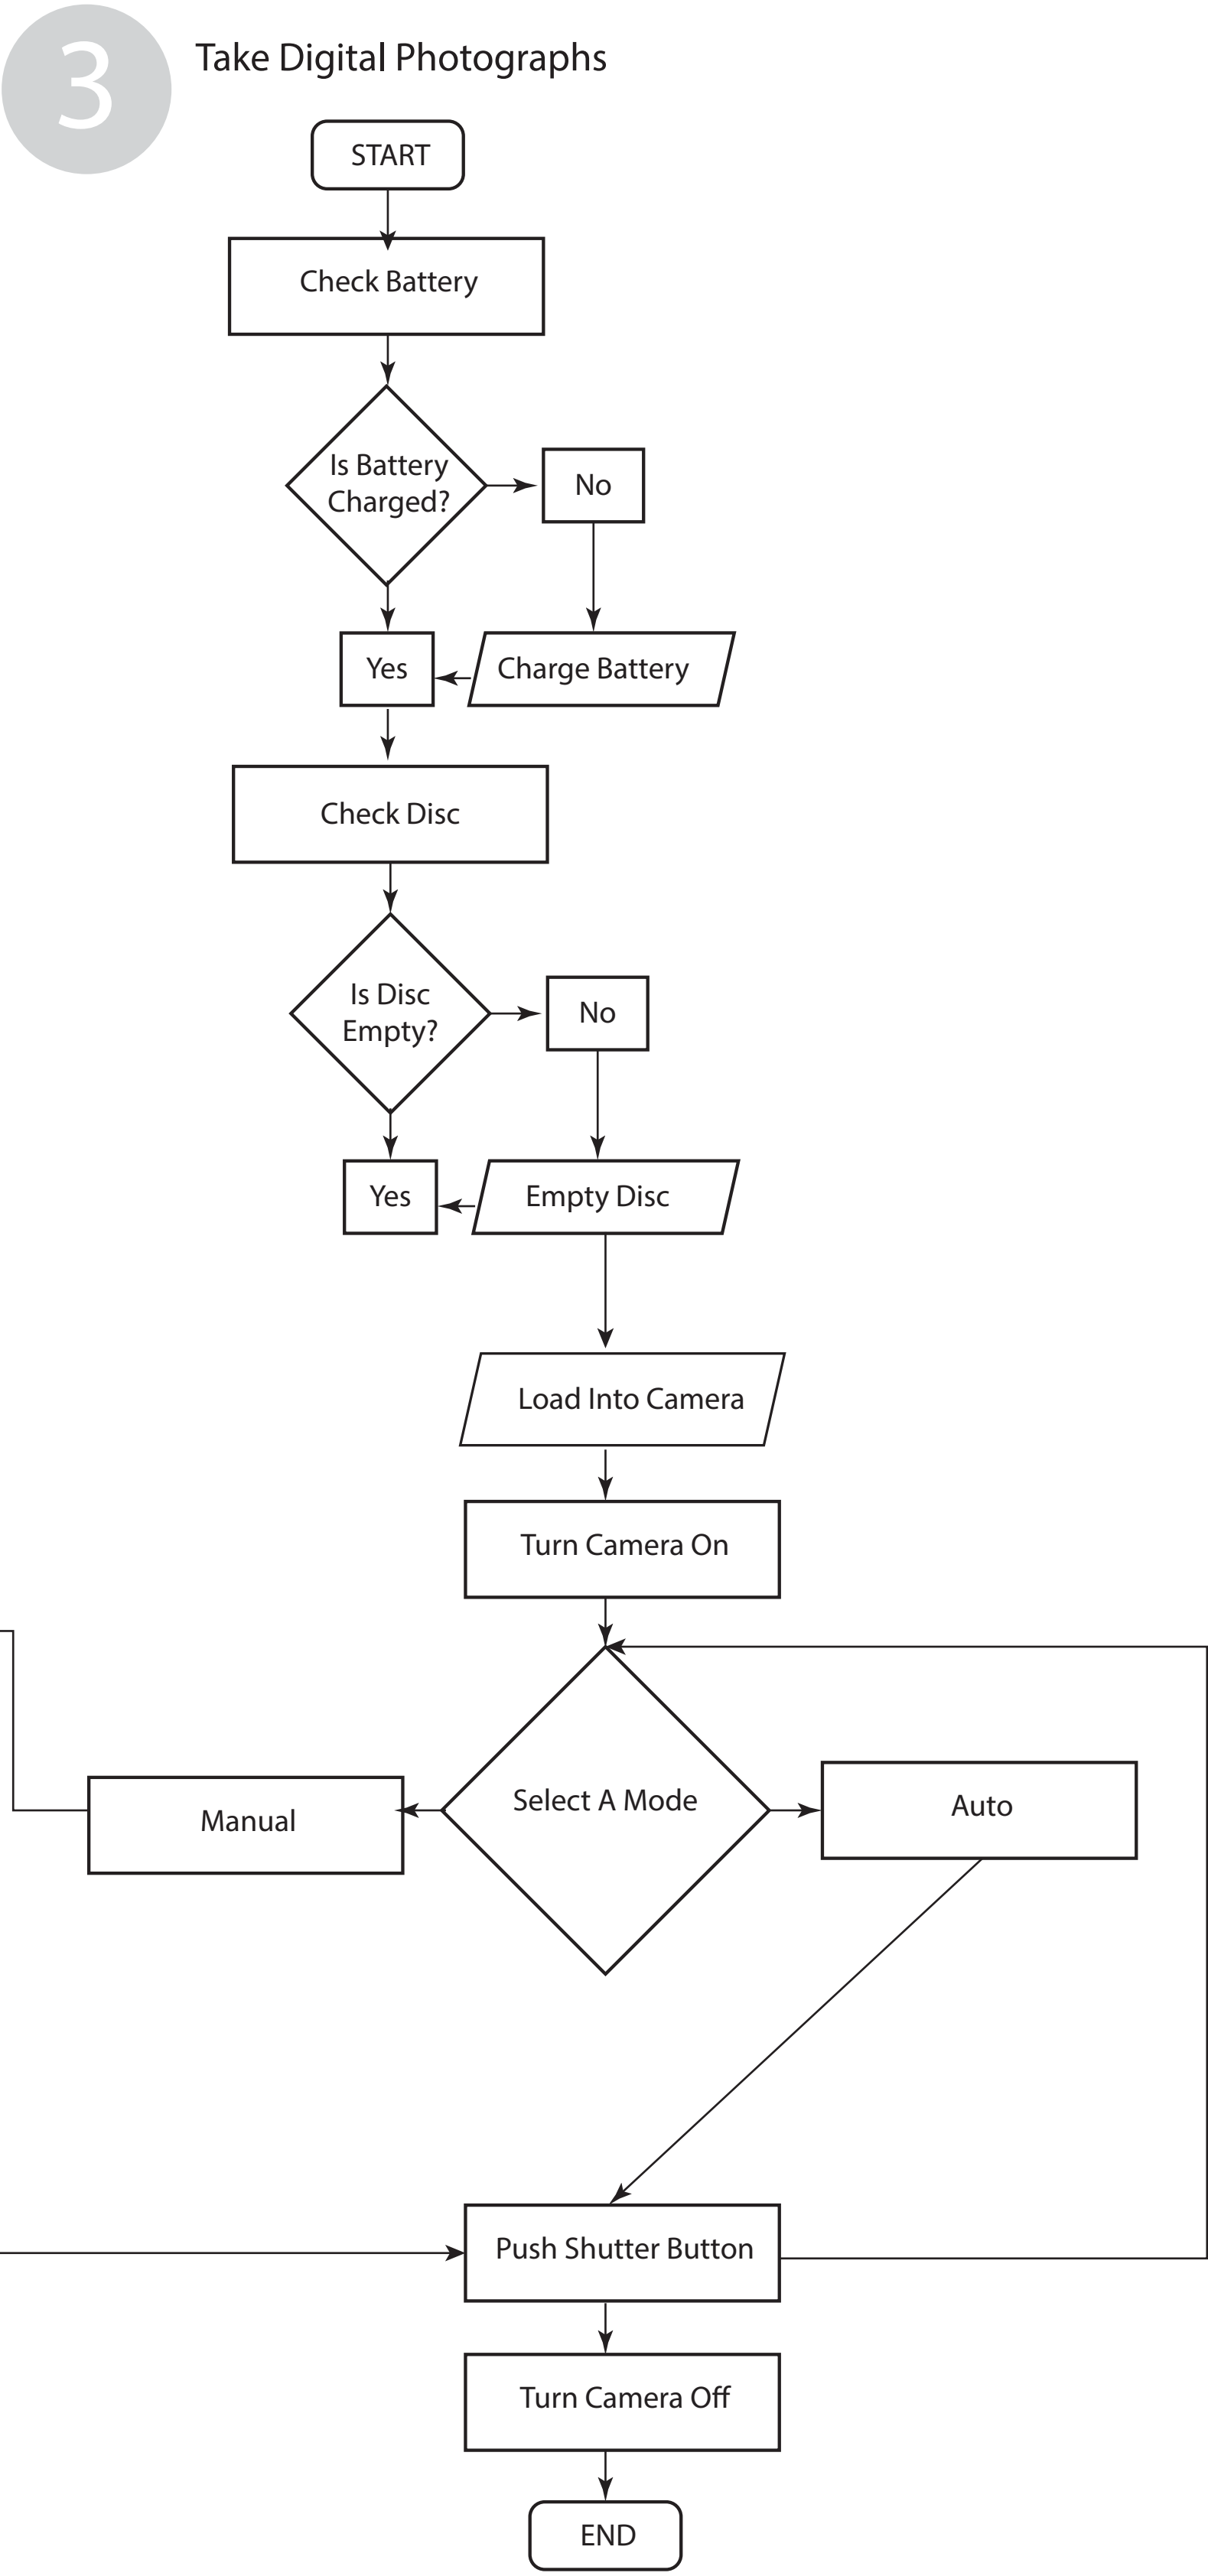 3
Take Digital Photographs
START
Check Battery
Is Battery
Charged?
No
Yes
Charge Battery
Check Disc
Is Disc
Empty?
No
Yes
Empty Disc
Load Into Camera
Turn Camera On
Select A Mode
Manual
Auto
Push Shutter Button
Turn Camera Off
END